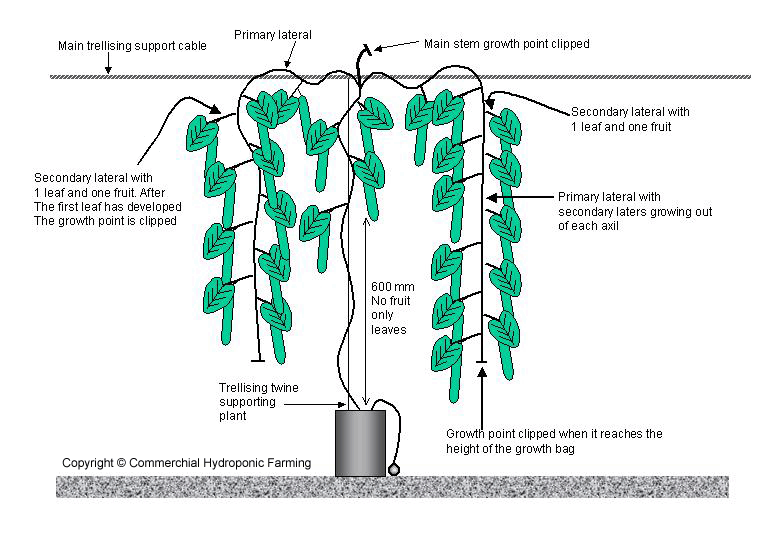 Primary lateral
Main trellising support cable
Main stem growth point clipped
Secondary lateral with
1 leaf and one fruit
Secondary lateral with
1 leaf and one fruit. After
The first leaf has developed
The growth point is clipped
Primary lateral with
secondary laters growing out
of each axil
600 mm
No fruit
only
leaves
Trellising twine
supporting
plant
Growth point clipped when it reaches the
height of the growth bag
Copyright © Commerchial Hydroponic Farming